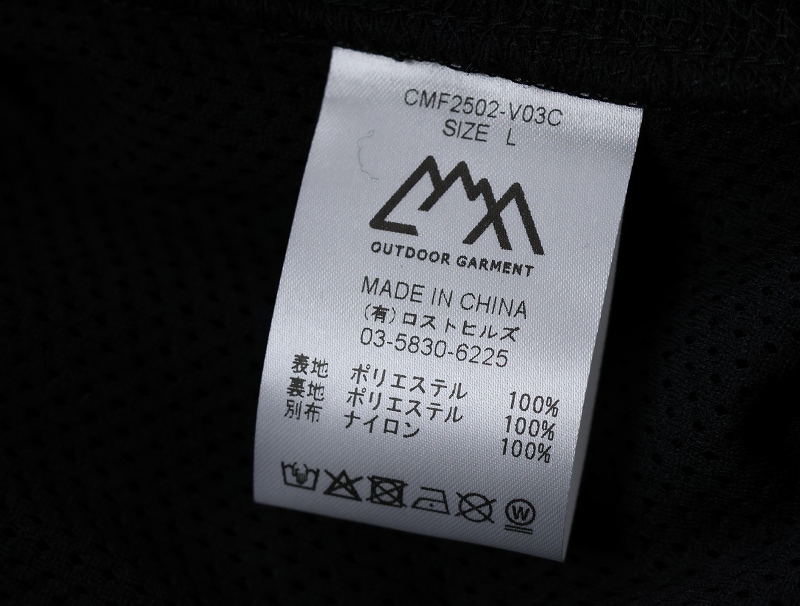 CMF2502-V03C
SIZE L
OUTDOOR GARMENT
MADE IN CHINA
(有)ロストヒルズ
03-5830-6225
表地 ポリエステル 100%
裏地 ポリエステル 100%
別布 ナイロン 100%
W